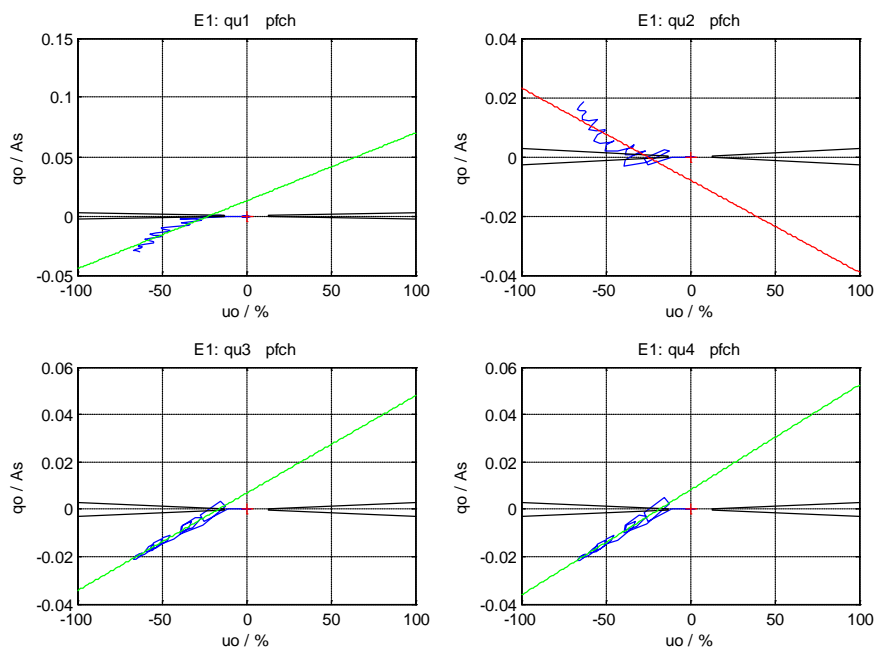 E1: qu1 pfch
0.15
0.1
0.05
0
-0.05
qo / As
-100 -50 0 50 100
uo / %
E1: qu2 pfch
0.04
0.02
0
-0.02
-0.04
qo / As
-100 -50 0 50 100
uo / %
E1: qu3 pfch
0.06
0.04
0.02
0
-0.02
-0.04
qo / As
-100 -50 0 50 100
uo / %
E1: qu4 pfch
0.06
0.04
0.02
0
-0.02
-0.04
qo / As
-100 -50 0 50 100
uo / %